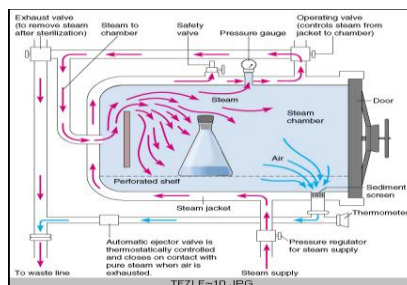 Exhaust valve
(to remove steam
after sterilization)
Steam to
chamber
Safety
valve
Pressure gauge
Operating valve
(controls steam from
jacket to chamber)
Steam
Steam
chamber
Door
Air
Perforated shelf
Sediment
screen
Steam jacket
Thermometer
Automatic ejector valve is
thermostatically controlled
and closes on contact with
pure steam when air is
exhausted.
Pressure regulator
for steam supply
To waste line
Steam supply
TEZLE~10.JPG